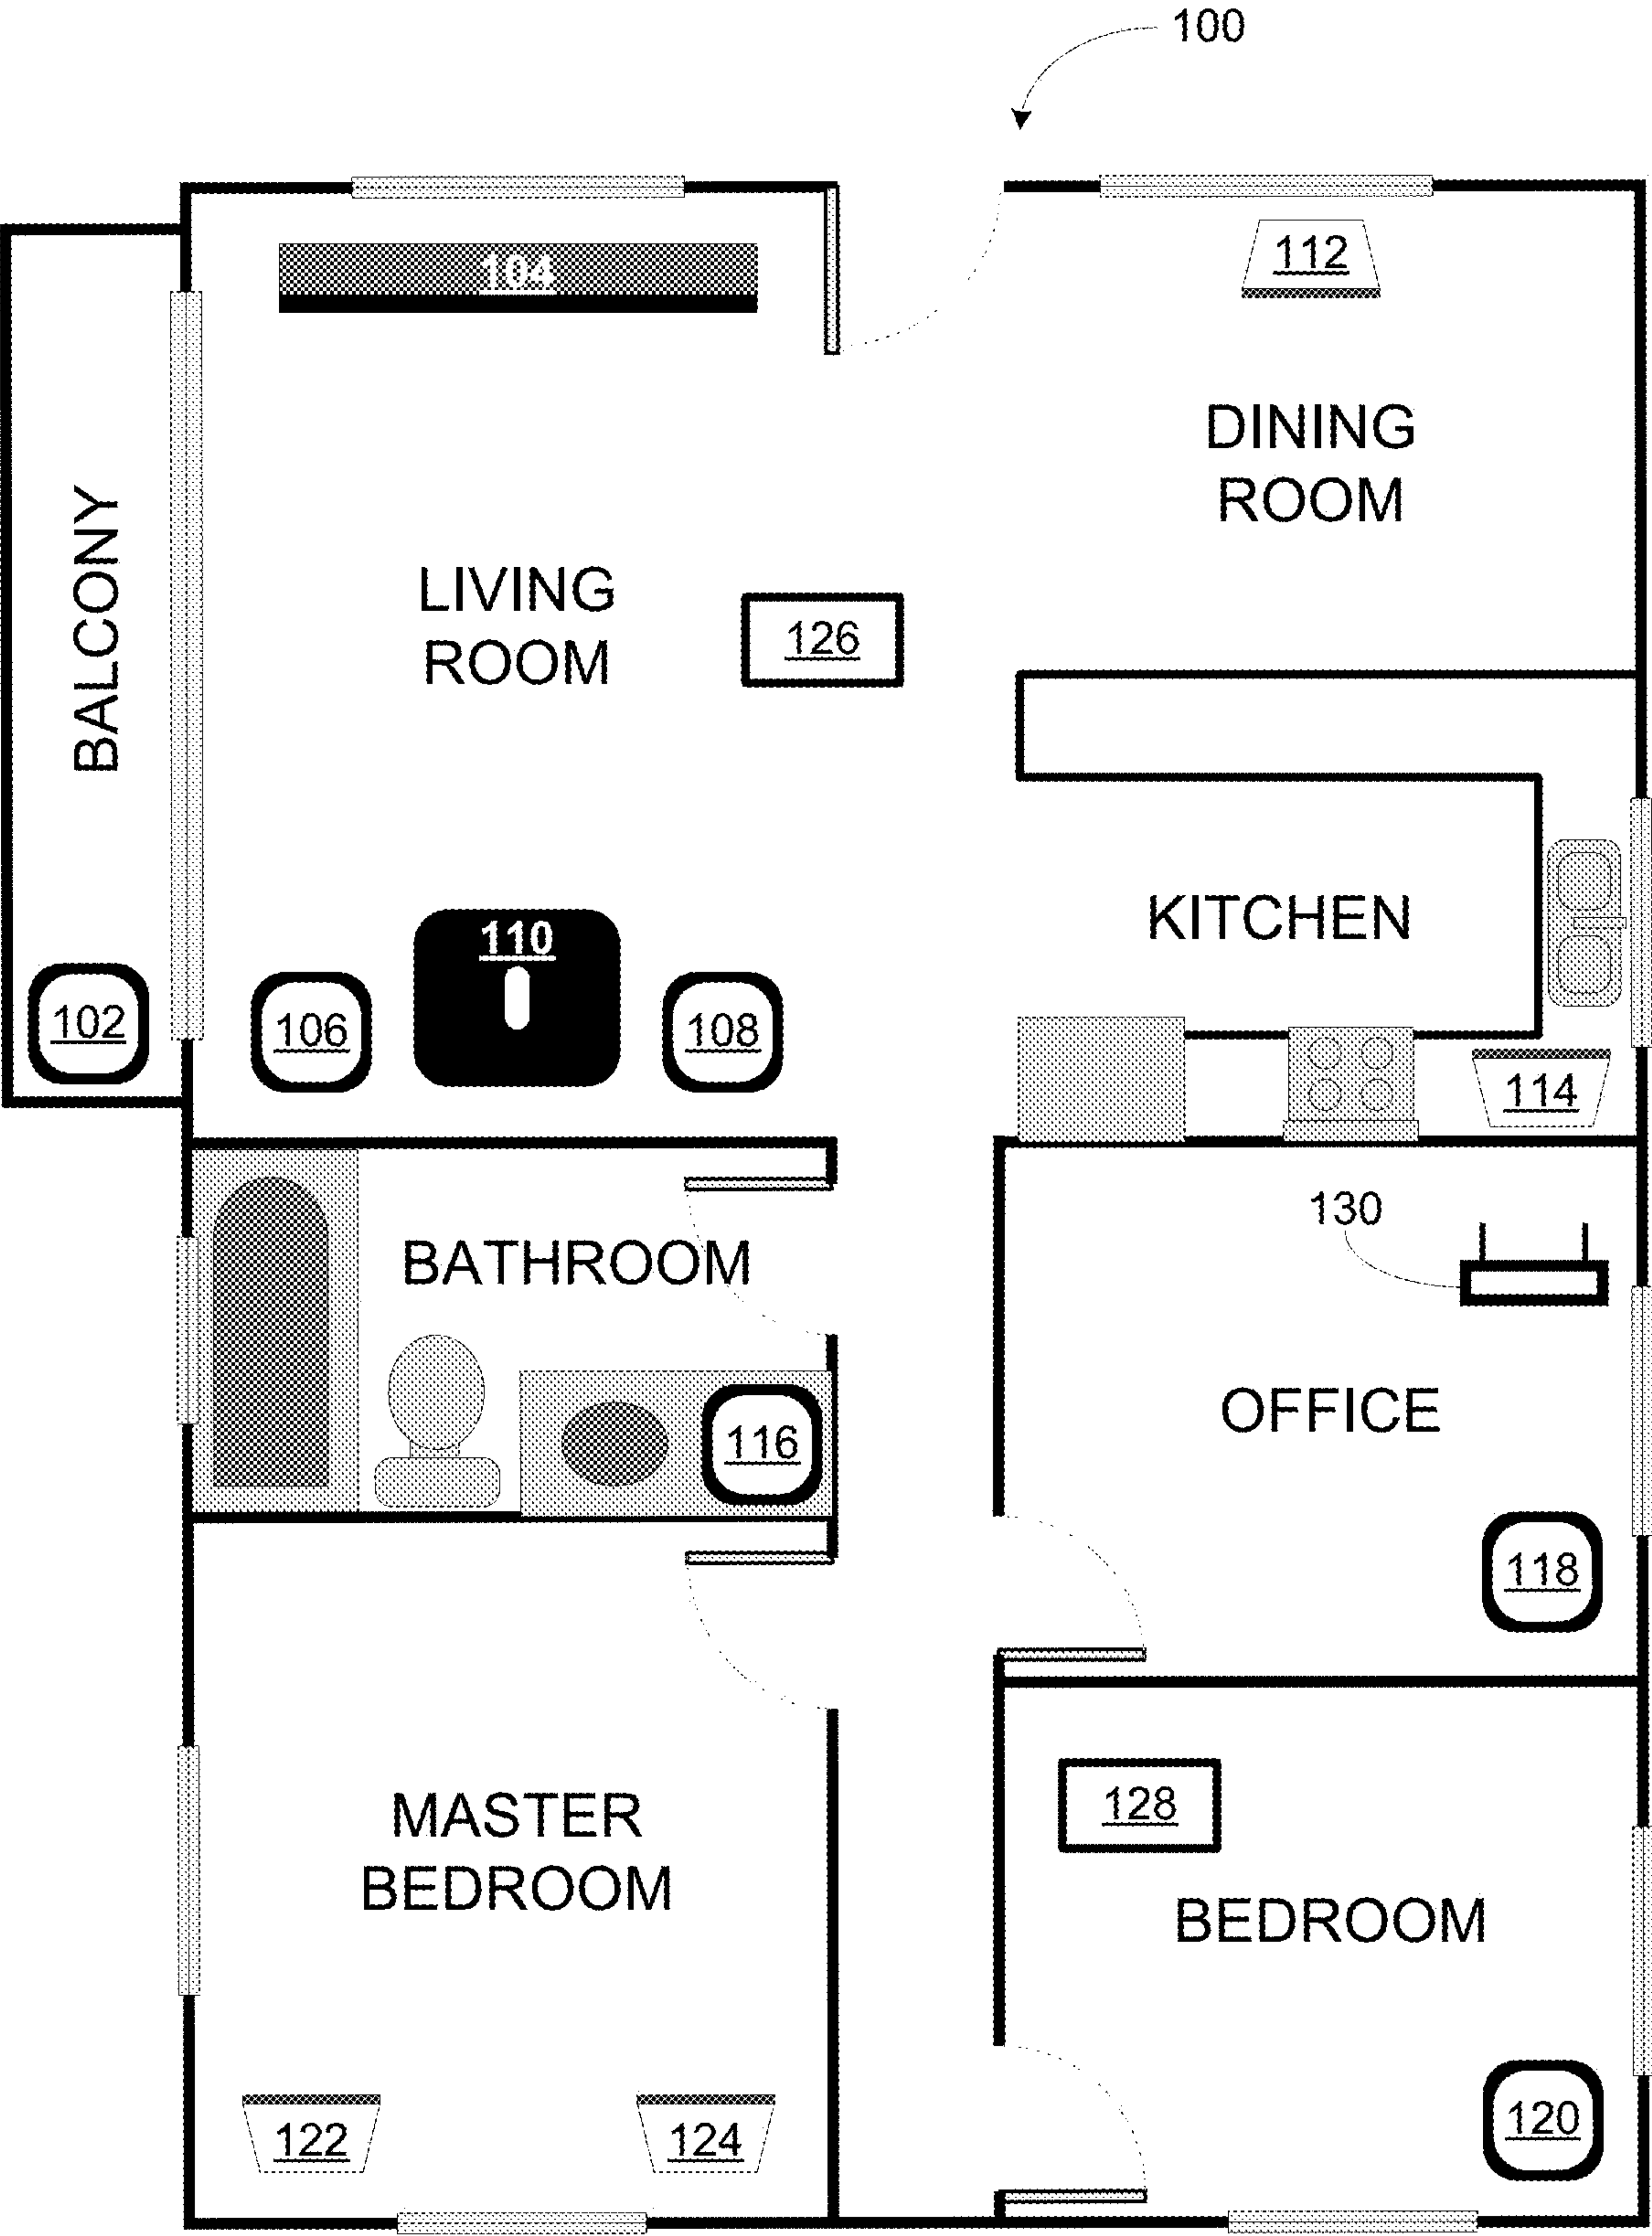 100
104
112
DINING
ROOM
BALCONY
LIVING
ROOM
126
KITCHEN
110
102
106
108
114
130
BATHROOM
OFFICE
116
118
MASTER
BEDROOM
128
BEDROOM
122
124
120